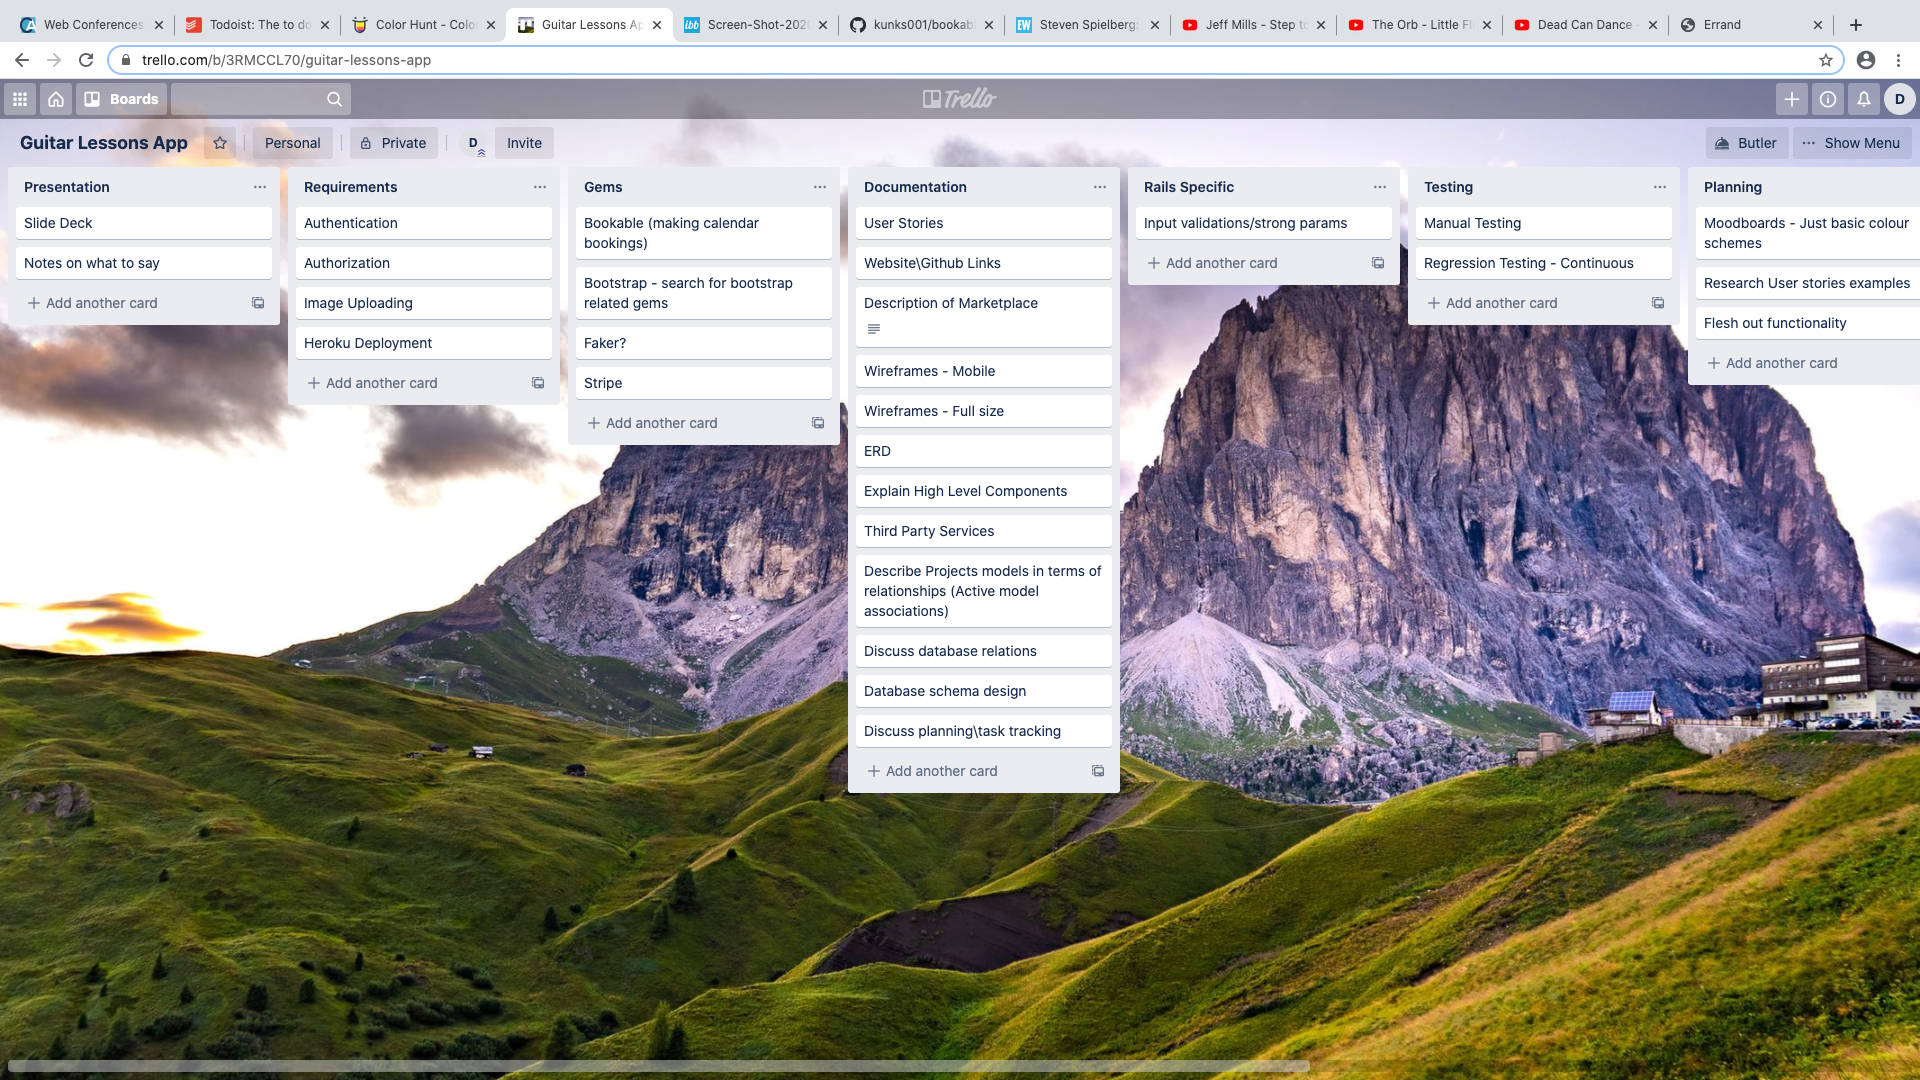 Web Conferences
Todoist: The to do
Color Hunt - Colo
Guitar Lessons Ap
Screen-Shot-202
kunks001/bookab
Steven Spielberg:
Jeff Mills - Step to
The Orb - Little Fl
Dead Can Dance -
Errand
trello.com/b/3RMCCL70/guitar-lessons-app
Boards
Trello
D
Guitar Lessons App
Personal
Private
D
Invite
Butler
Show Menu
Presentation
Slide Deck
Notes on what to say
Add another card
Requirements
Authentication
Authorization
Image Uploading
Heroku Deployment
Add another card
Gems
Bookable (making calendar
bookings)
Bootstrap - search for bootstrap
related gems
Faker?
Stripe
Add another card
Documentation
User Stories
Website\Github Links
Description of Marketplace
Wireframes - Mobile
Wireframes - Full size
ERD
Explain High Level Components
Third Party Services
Describe Projects models in terms of
relationships (Active model
associations)
Discuss database relations
Database schema design
Discuss planning\task tracking
Add another card
Rails Specific
Input validations/strong params
Add another card
Testing
Manual Testing
Regression Testing - Continuous
Add another card
Planning
Moodboards - Just basic colour
schemes
Research User stories examples
Flesh out functionality
Add another card